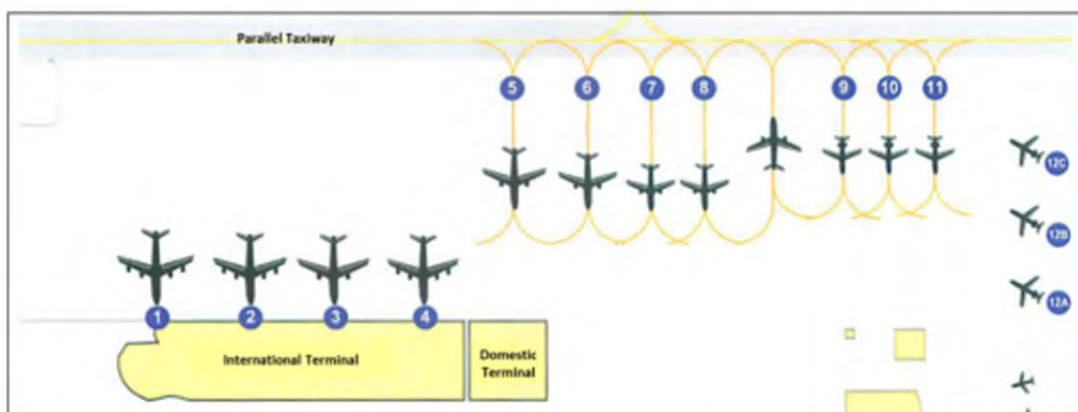 Parallel Taxiway
5 6 7 8 9 10 11
12C
12B
12A
1 2 3 4
International Terminal
Domestic
Terminal